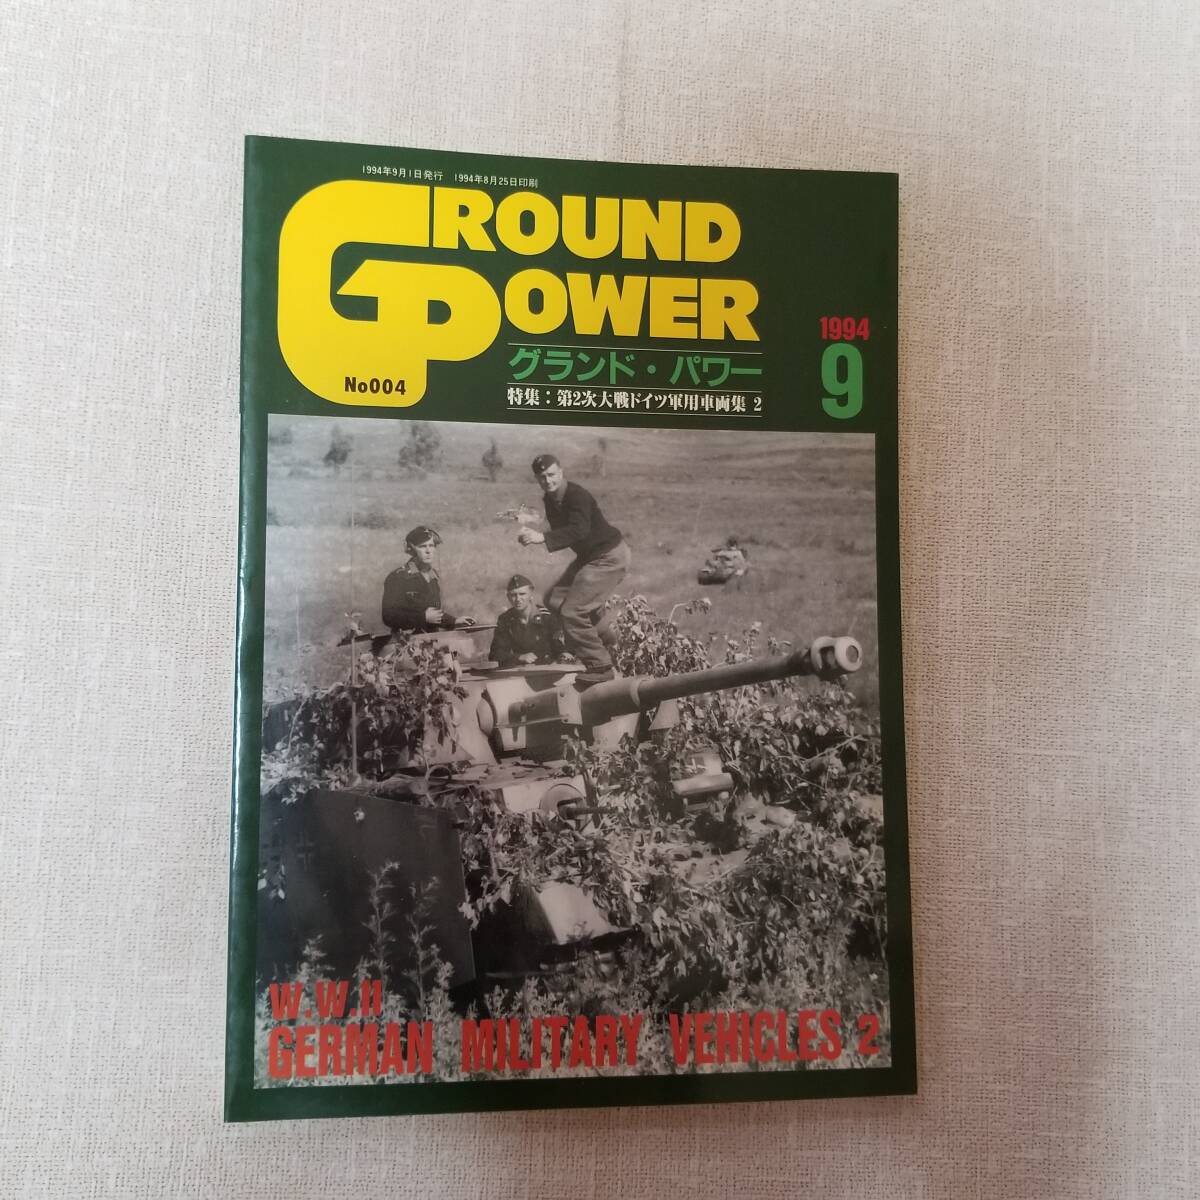 1994年9月1日発行 1994年8月25日印刷
GROUND
POWER
No004
グランド・パワー
特集：第2次大戦ドイツ軍用車両集 2
1994
9
W.W.II
GERMAN MILITARY VEHICLES 2